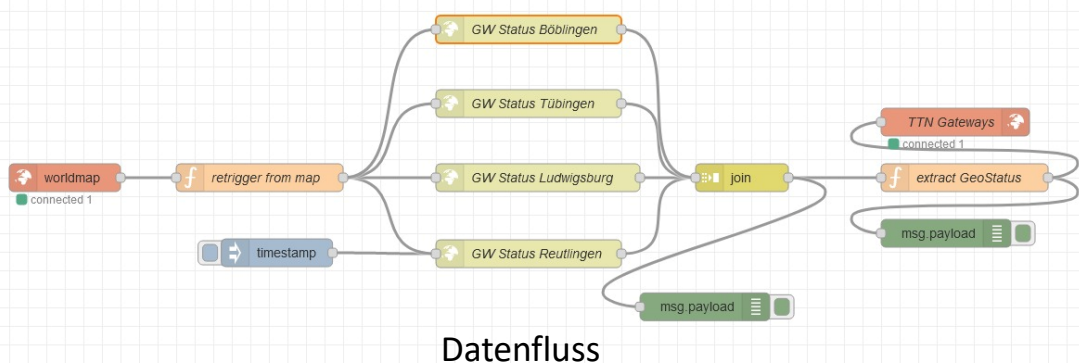 GW Status Böblingen
GW Status Tübingen
TTN Gateways
connected 1
worldmap
retrigger from map
GW Status Ludwigsburg
join
extract GeoStatus
connected 1
msg.payload
timestamp
GW Status Reutlingen
msg.payload
Datenfluss